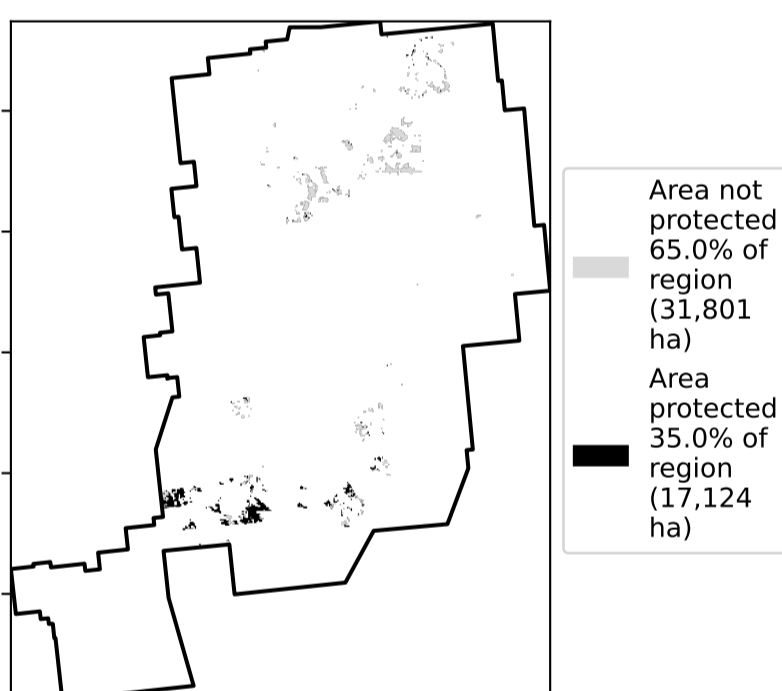 Area not
protected
65.0% of
region
(31,801
ha)
Area
protected
35.0% of
region
(17,124
ha)